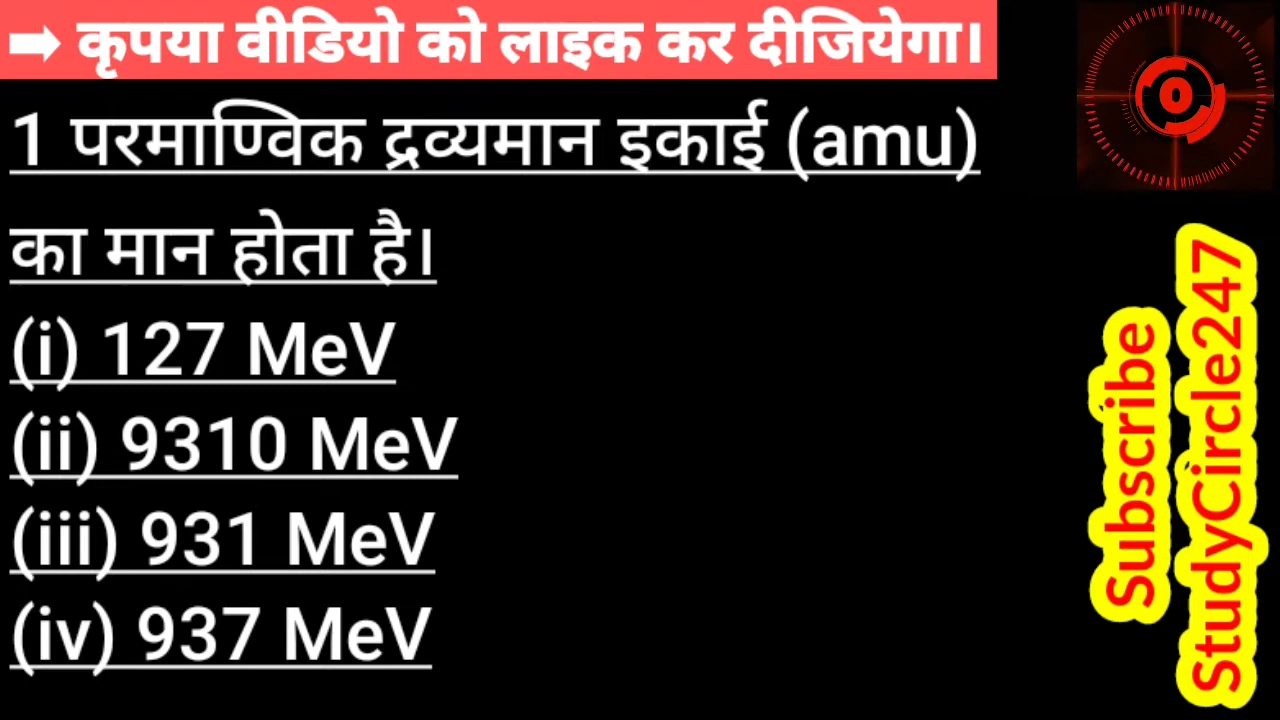 ➡ कृपया वीडियो को लाइक कर दीजियेगा।
1 परमाण्विक द्रव्यमान इकाई (amu)
का मान होता है।
(i) 127 MeV
(ii) 9310 MeV
(iii) 931 MeV
(iv) 937 MeV
0
Subscribe
StudyCircle247